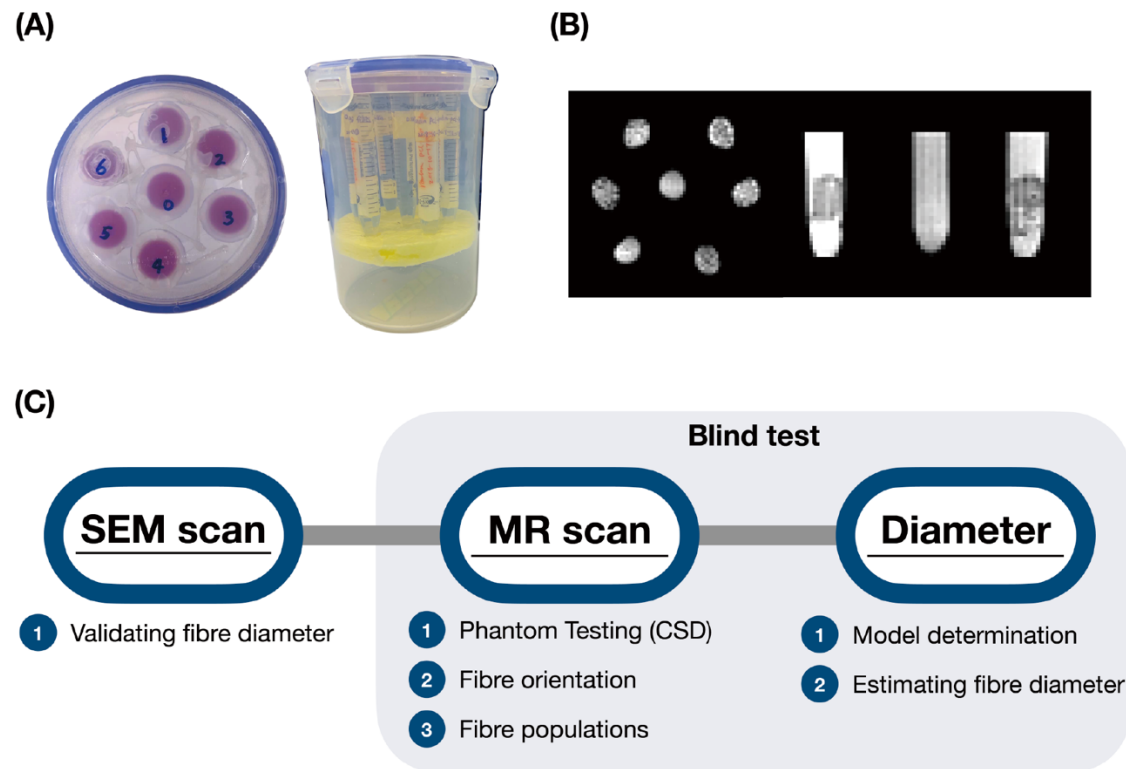 (A)
(B)
1
2
6
0
3
5
4
(C)
Blind test
SEM scan
MR scan
Diameter
1 Validating fibre diameter
1 Phantom Testing (CSD)
2 Fibre orientation
3 Fibre populations
1 Model determination
2 Estimating fibre diameter